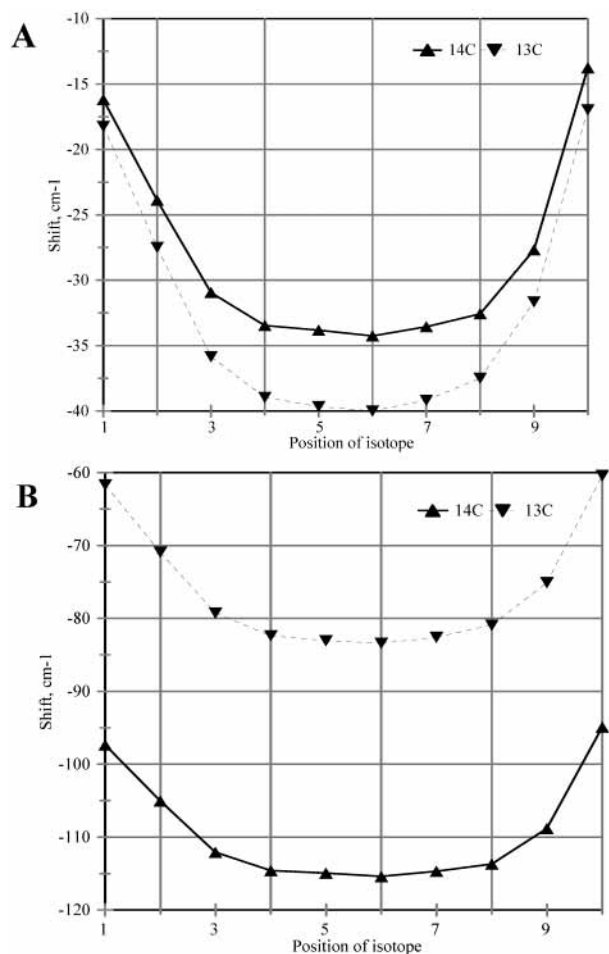 A
-10
14C 13C
-15
-20
-25
Shift, cm-1
-30
-35
-40
1 3 5 7 9
Position of isotope
B
-60
14C 13C
-70
-80
-90
Shift, cm-1
-100
-110
-120
1 3 5 7 9
Position of isotope